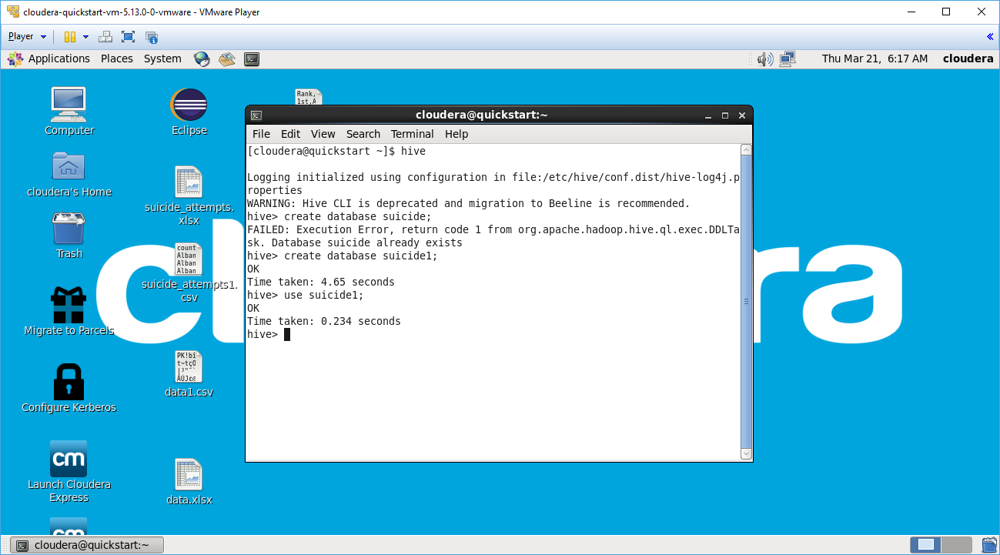 cloudera-quickstart-vm-5.13.0-0-vmware - VMware Player
Player
Applications Places System
Thu Mar 21, 6:17 AM cloudera
Computer
cloudera's Home
Trash
Migrate to Parcels
Configure Kerberos
cm
Launch Cloudera
Express
cm
Eclipse
suicide_attempts.
xlsx
count
Alban
Alban
Alban
suicide_attempts1.
csv
data1.csv
data.xlsx
Rank,
1st,A
cloudera@quickstart:~
File Edit View Search Terminal Help
[cloudera@quickstart ~]$ hive
Logging initialized using configuration in file:/etc/hive/conf.dist/hive-log4j.p
roperties
WARNING: Hive CLI is deprecated and migration to Beeline is recommended.
hive> create database suicide;
FAILED: Execution Error, return code 1 from org.apache.hadoop.hive.ql.exec.DDLTa
sk. Database suicide already exists
hive> create database suicide1;
OK
Time taken: 4.65 seconds
hive> use suicide1;
OK
Time taken: 0.234 seconds
hive>
cloudera@quickstart:~